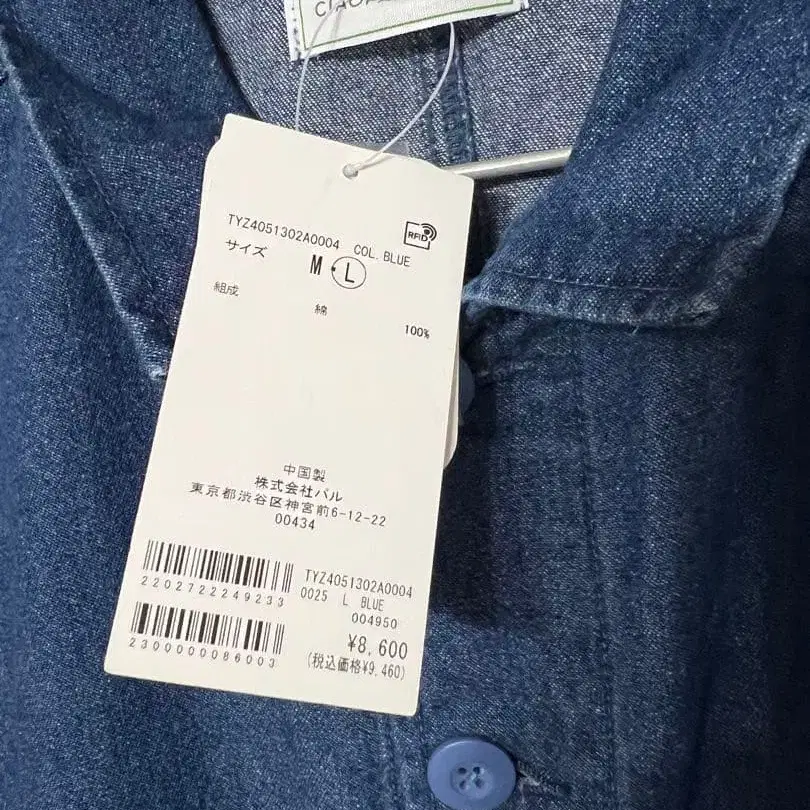 TYZ4051302A0004 COL. BLUE
RFID
サイズ
M・L
組成
綿
100%
中国製
株式会社パル
東京都渋谷区神宮前6-12-22
00434
TYZ4051302A0004
2202722249233
0025 L BLUE
004950
¥8,600
2300000086003
(税込価格¥9,460)